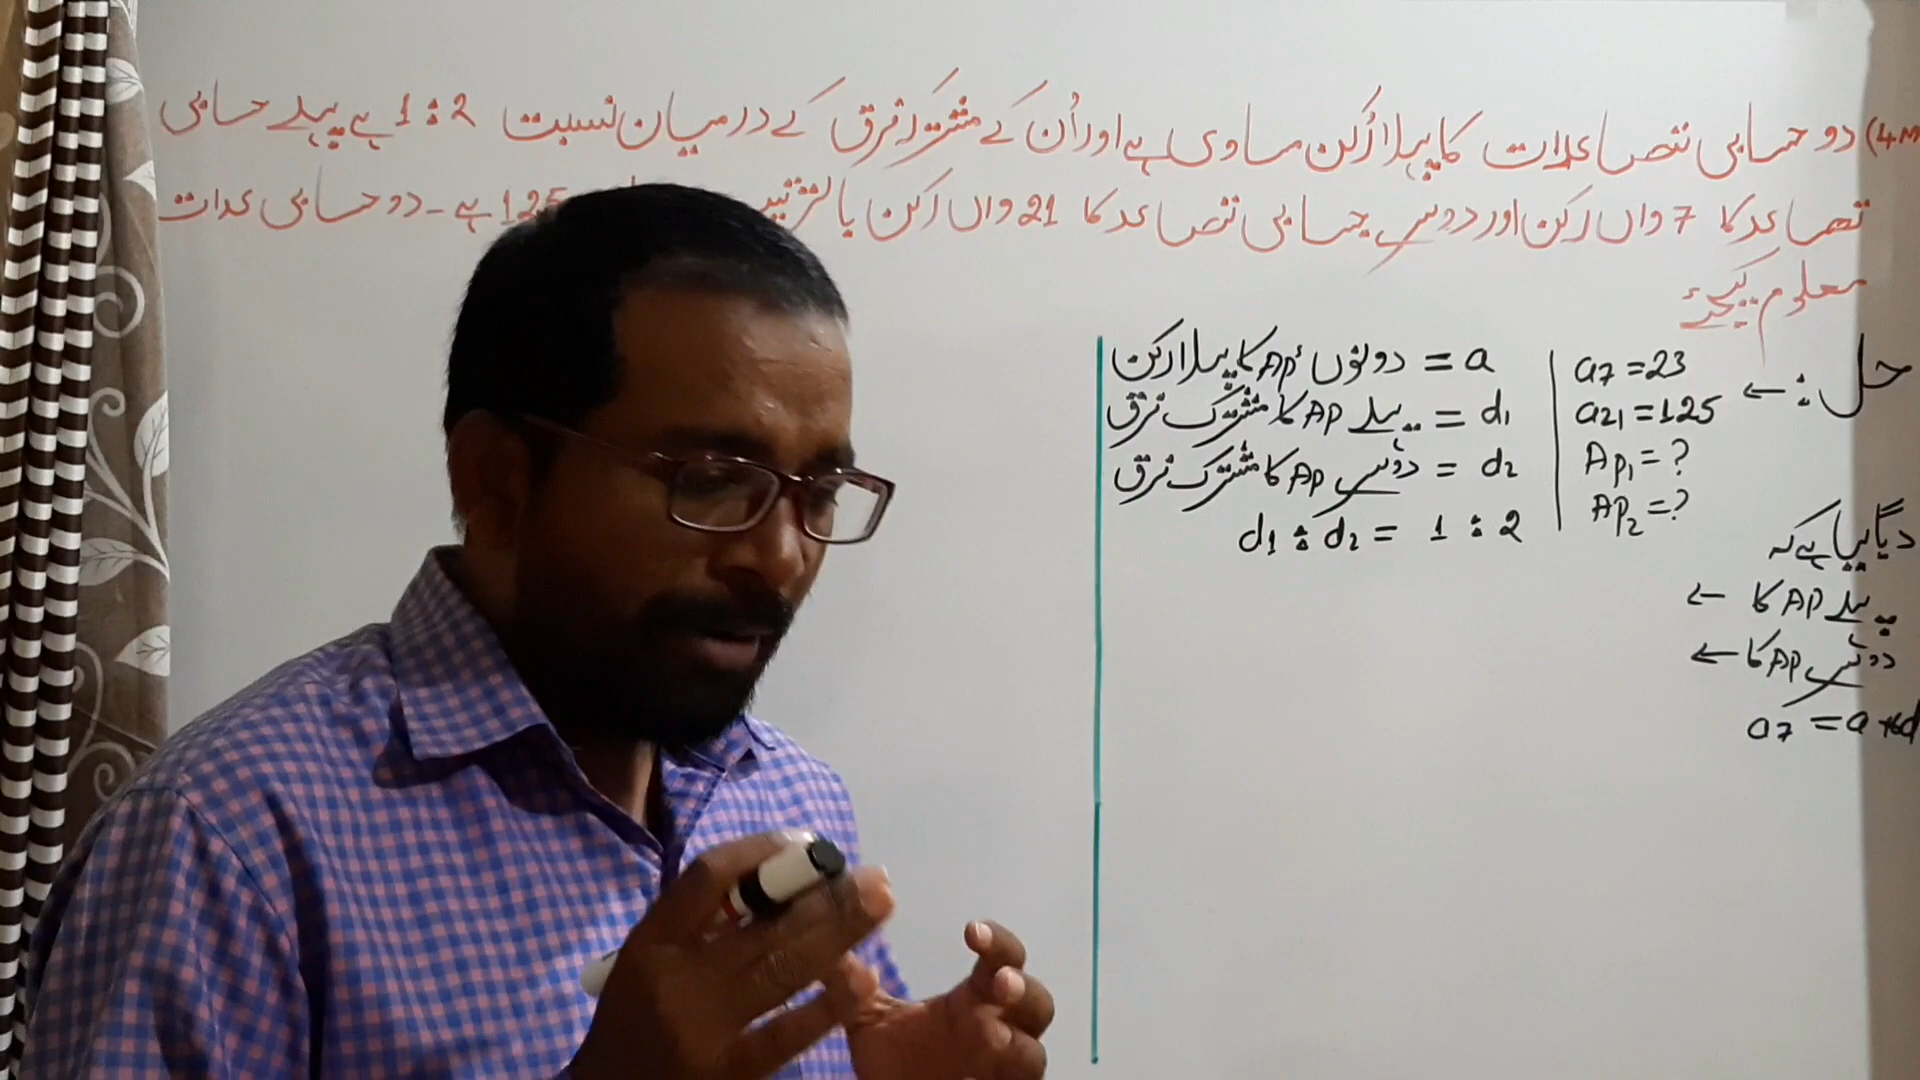 4M) دو حسابی تصاعدات کا پہلا رُکن مساوی ہے اور اُن کے مشترک فرق کے درمیان نسبت 1:2 ہے پہلے حسابی
تصاعد کا 7 واں رکن اور دوسرے حسابی تصاعد کا 21 واں رکن بالترتیب 125 ہے۔ دو حسابی عدات
معلوم کیجئے
حل :→
a7 = 23
a21 = 125
Ap1 = ?
Ap2 = ?
a = دونوں Ap' کا پہلا رکن
d1 = پہلے AP کا مشترک فرق
d2 = دوسرے AP کا مشترک فرق
d1 : d2 = 1 : 2
دیا گیا ہے کہ
پہلے AP کا ←
دوسرے AP کا ←
a7 = a+6d